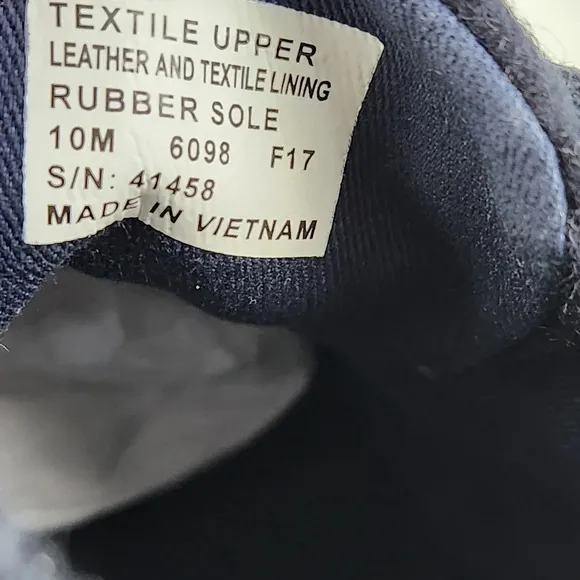 TEXTILE UPPER
LEATHER AND TEXTILE LINING
RUBBER SOLE
10M 6098 F17
S/N: 41458
MADE IN VIETNAM